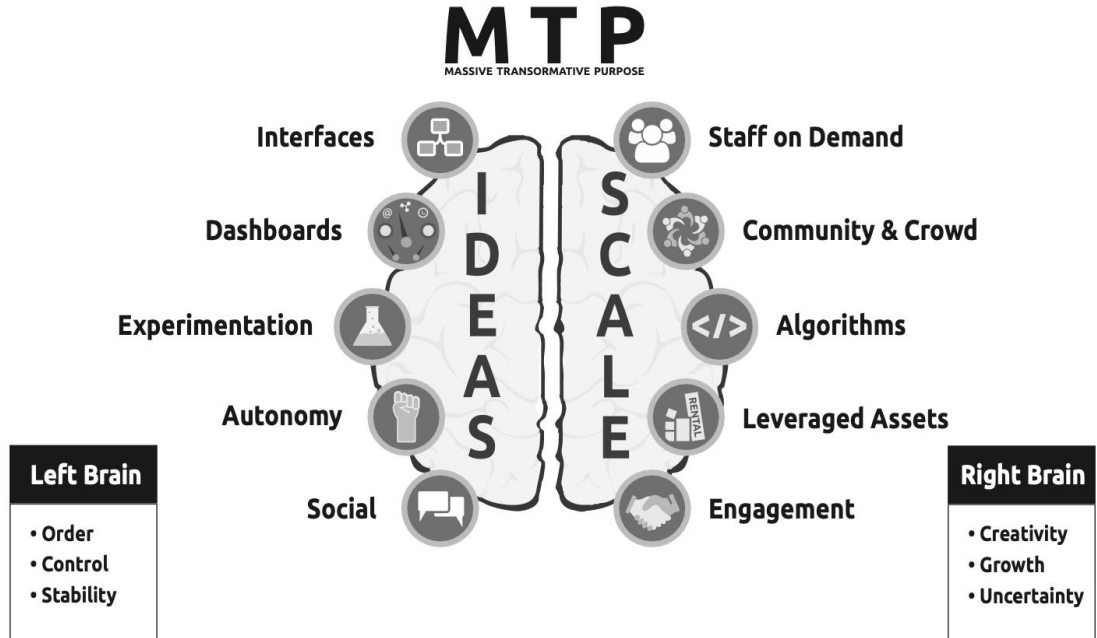 MTP
MASSIVE TRANSORMATIVE PURPOSE
Interfaces
Dashboards
Experimentation
Autonomy
Social
IDEAS
SCALE
Staff on Demand
Community & Crowd
</>
Algorithms
RENTAL
Leveraged Assets
Engagement
@
Left Brain
• Order
• Control
• Stability
Right Brain
• Creativity
• Growth
• Uncertainty